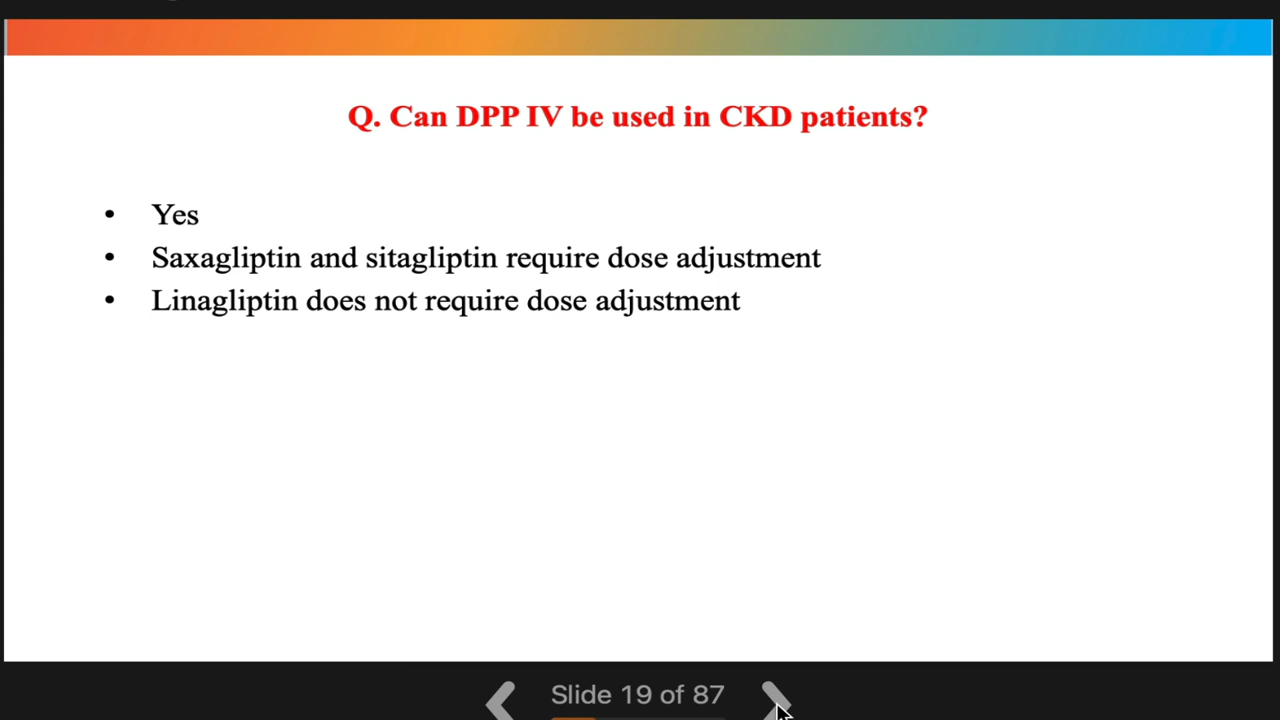 Q. Can DPP IV be used in CKD patients?
• Yes
• Saxagliptin and sitagliptin require dose adjustment
• Linagliptin does not require dose adjustment
Slide 19 of 87